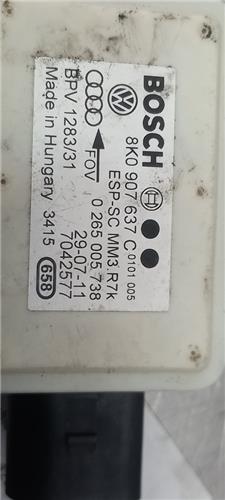 BOSCH
8K0 907 637 C 0101 005
ESP-SC MM3.R7k
FOV 0 265 005 738
BPV 1283/31 29-07-11
Made in Hungary 3415 7042577
658